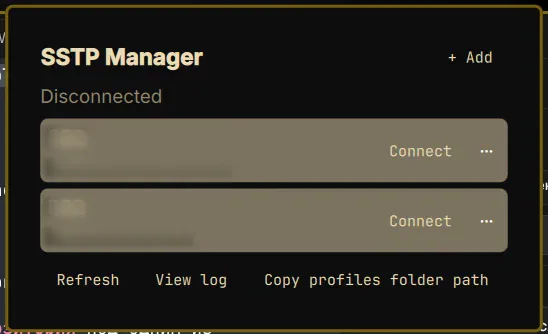 SSTP Manager
+ Add
Disconnected
Connect ...
Connect ...
Refresh View log Copy profiles folder path